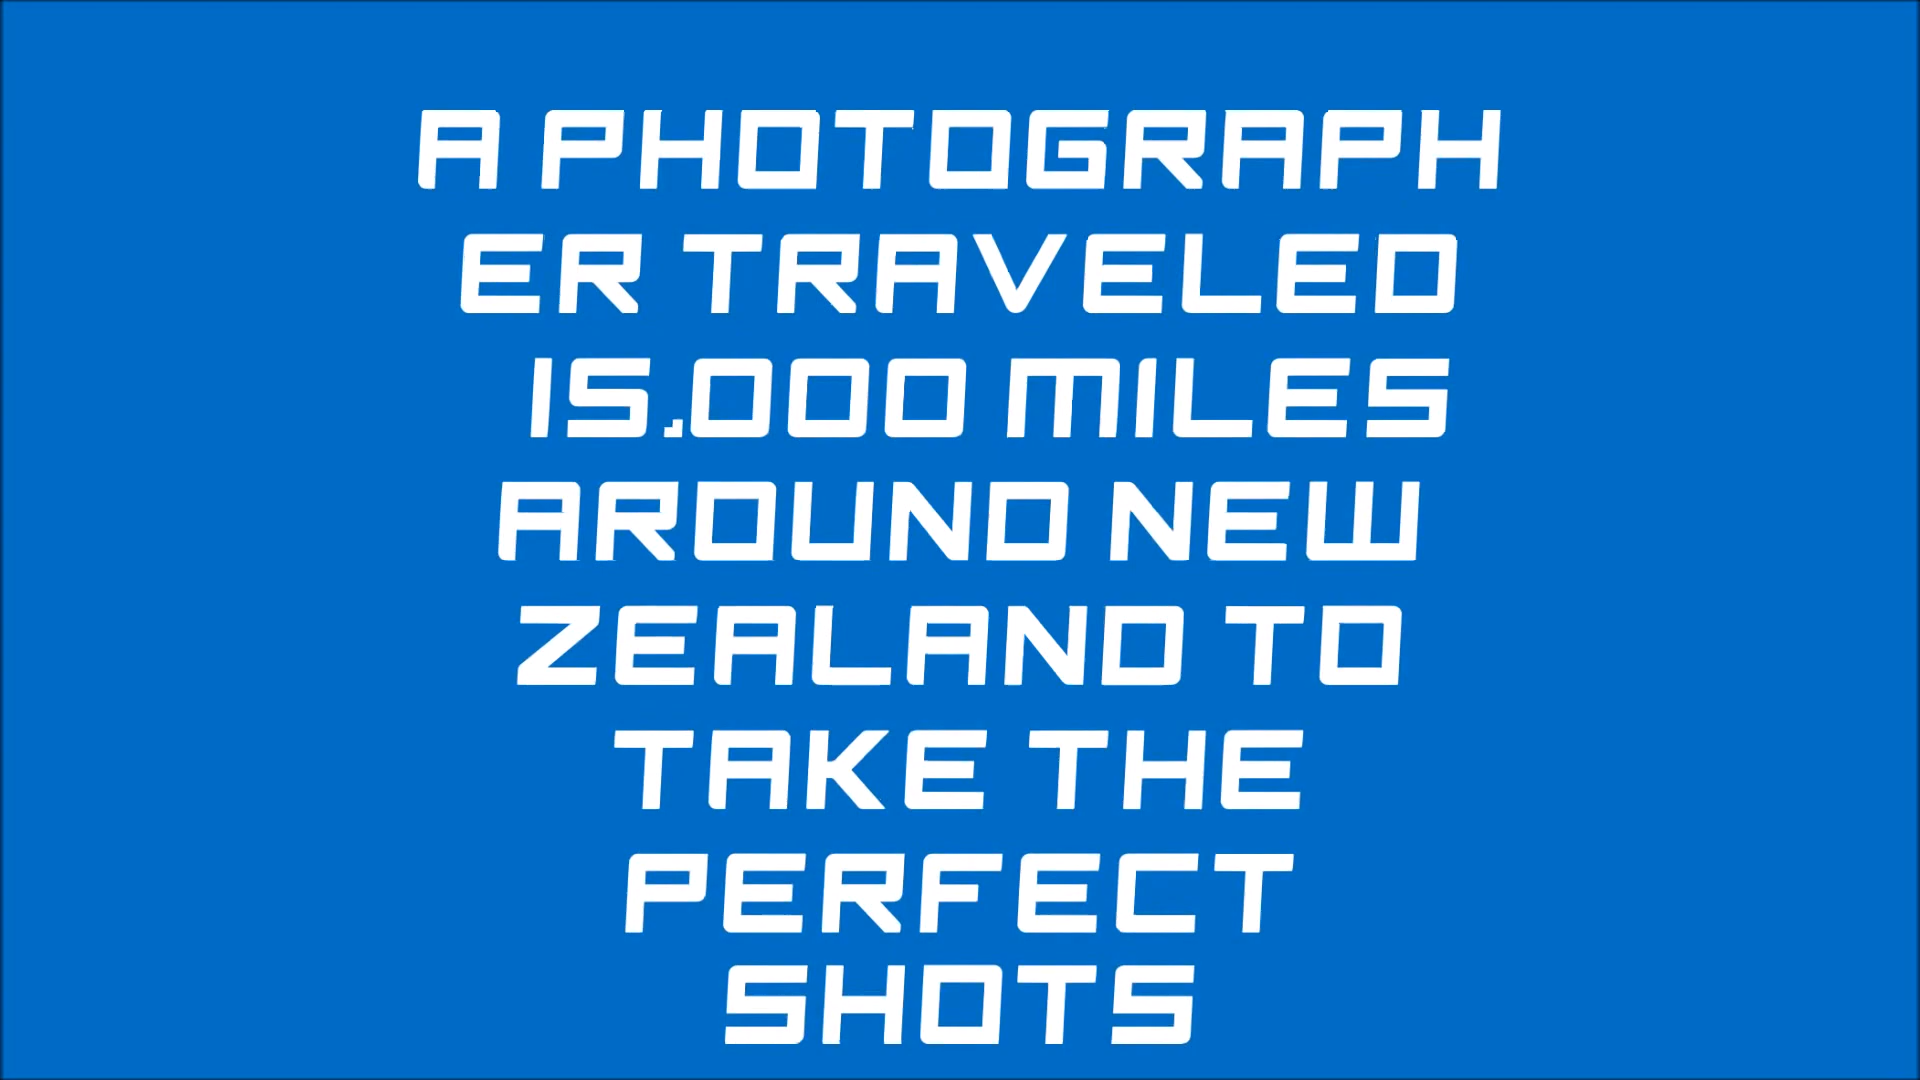 A PHOTOGRAPH
ER TRAVELED
15,000 MILES
AROUND NEW
ZEALAND TO
TAKE THE
PERFECT
SHOTS